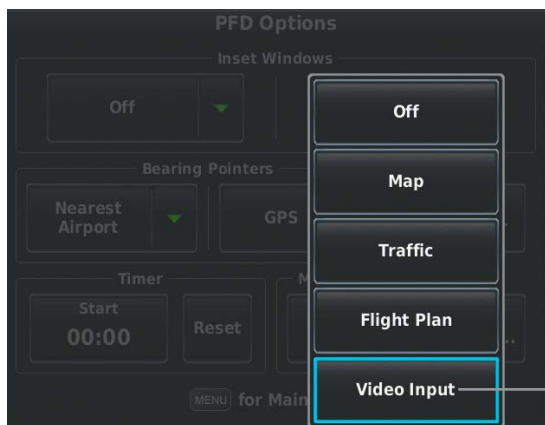 PFD Options
Inset Windows
Off
Bearing Pointers
Nearest
Airport
GPS
Timer
M
Start
00:00
Reset
MENU for Main
Off
Map
Traffic
Flight Plan
Video Input